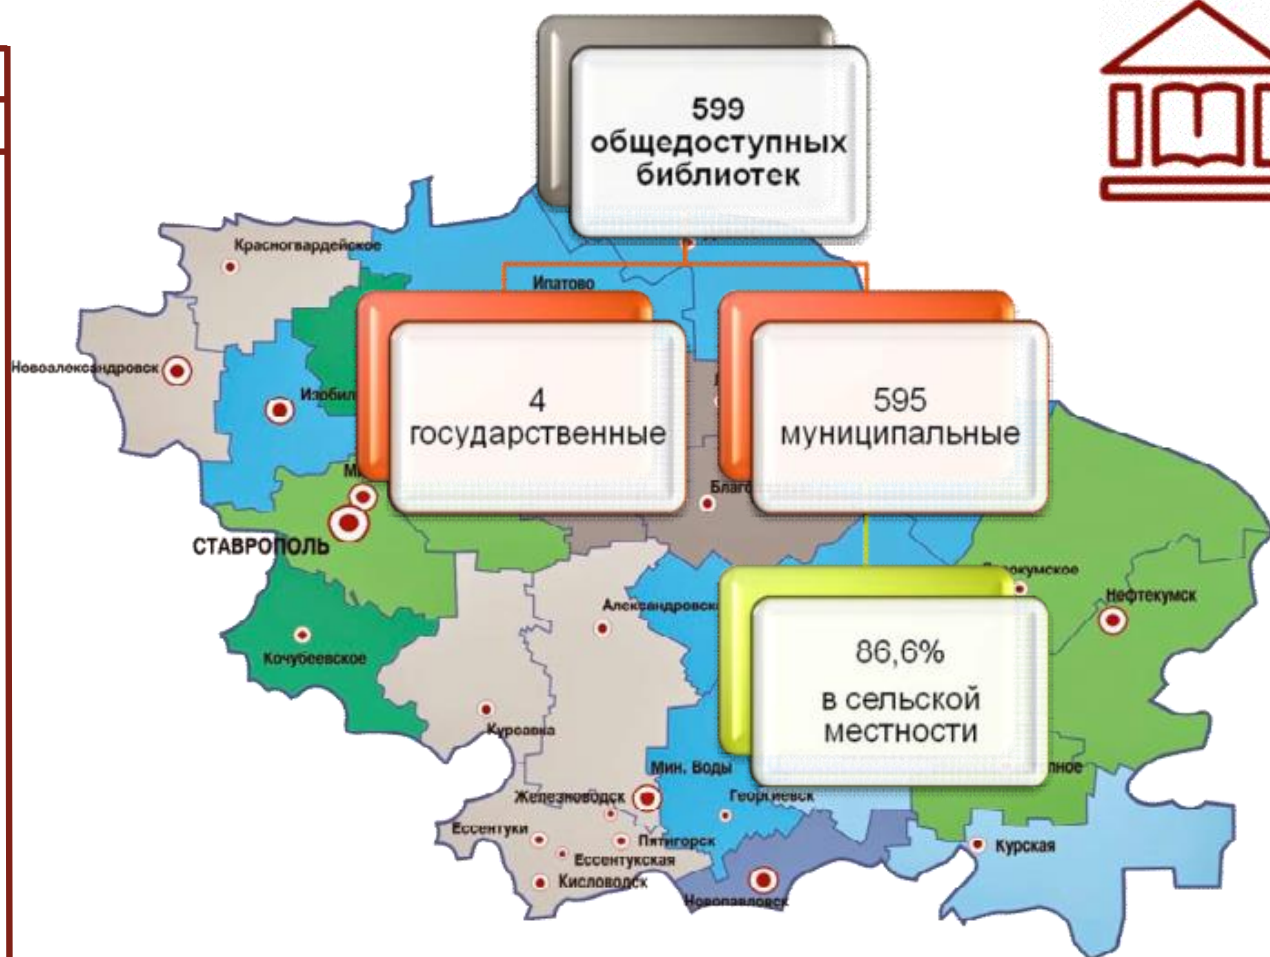 599
общедоступных
библиотек
Красногвардейское
Ипатово
Новоалександровск
4
государственные
595
муниципальные
СТАВРОПОЛЬ
Нефтекумск
Кочубеевское
86,6%
в сельской
местности
Курсавка
Мин. Воды
Железноводск
Георгиевск
Ессентуки
Пятигорск
Ессентукская
Курская
Кисловодск
Новопавловск